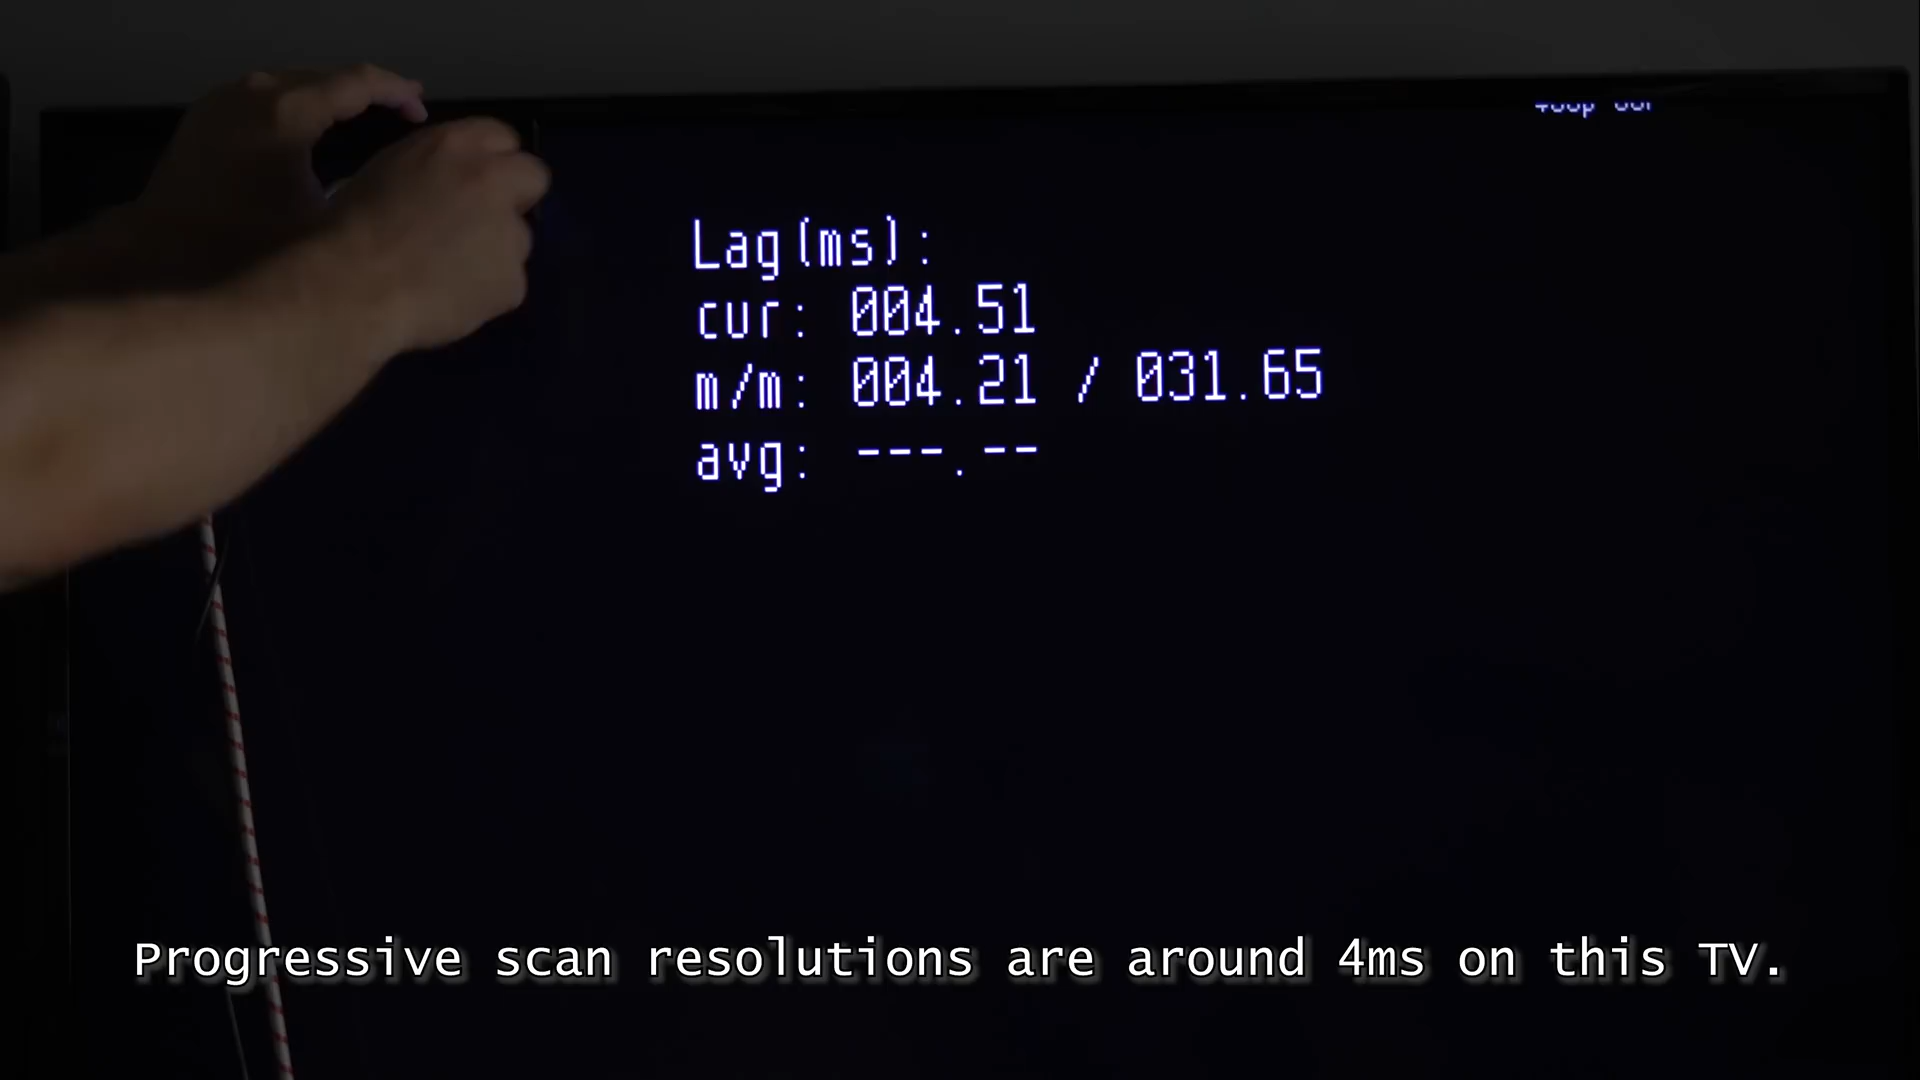 Lag(ms):
cur: 004.51
m/m: 004.21 / 031.65
avg: ---.--
Progressive scan resolutions are around 4ms on this TV.